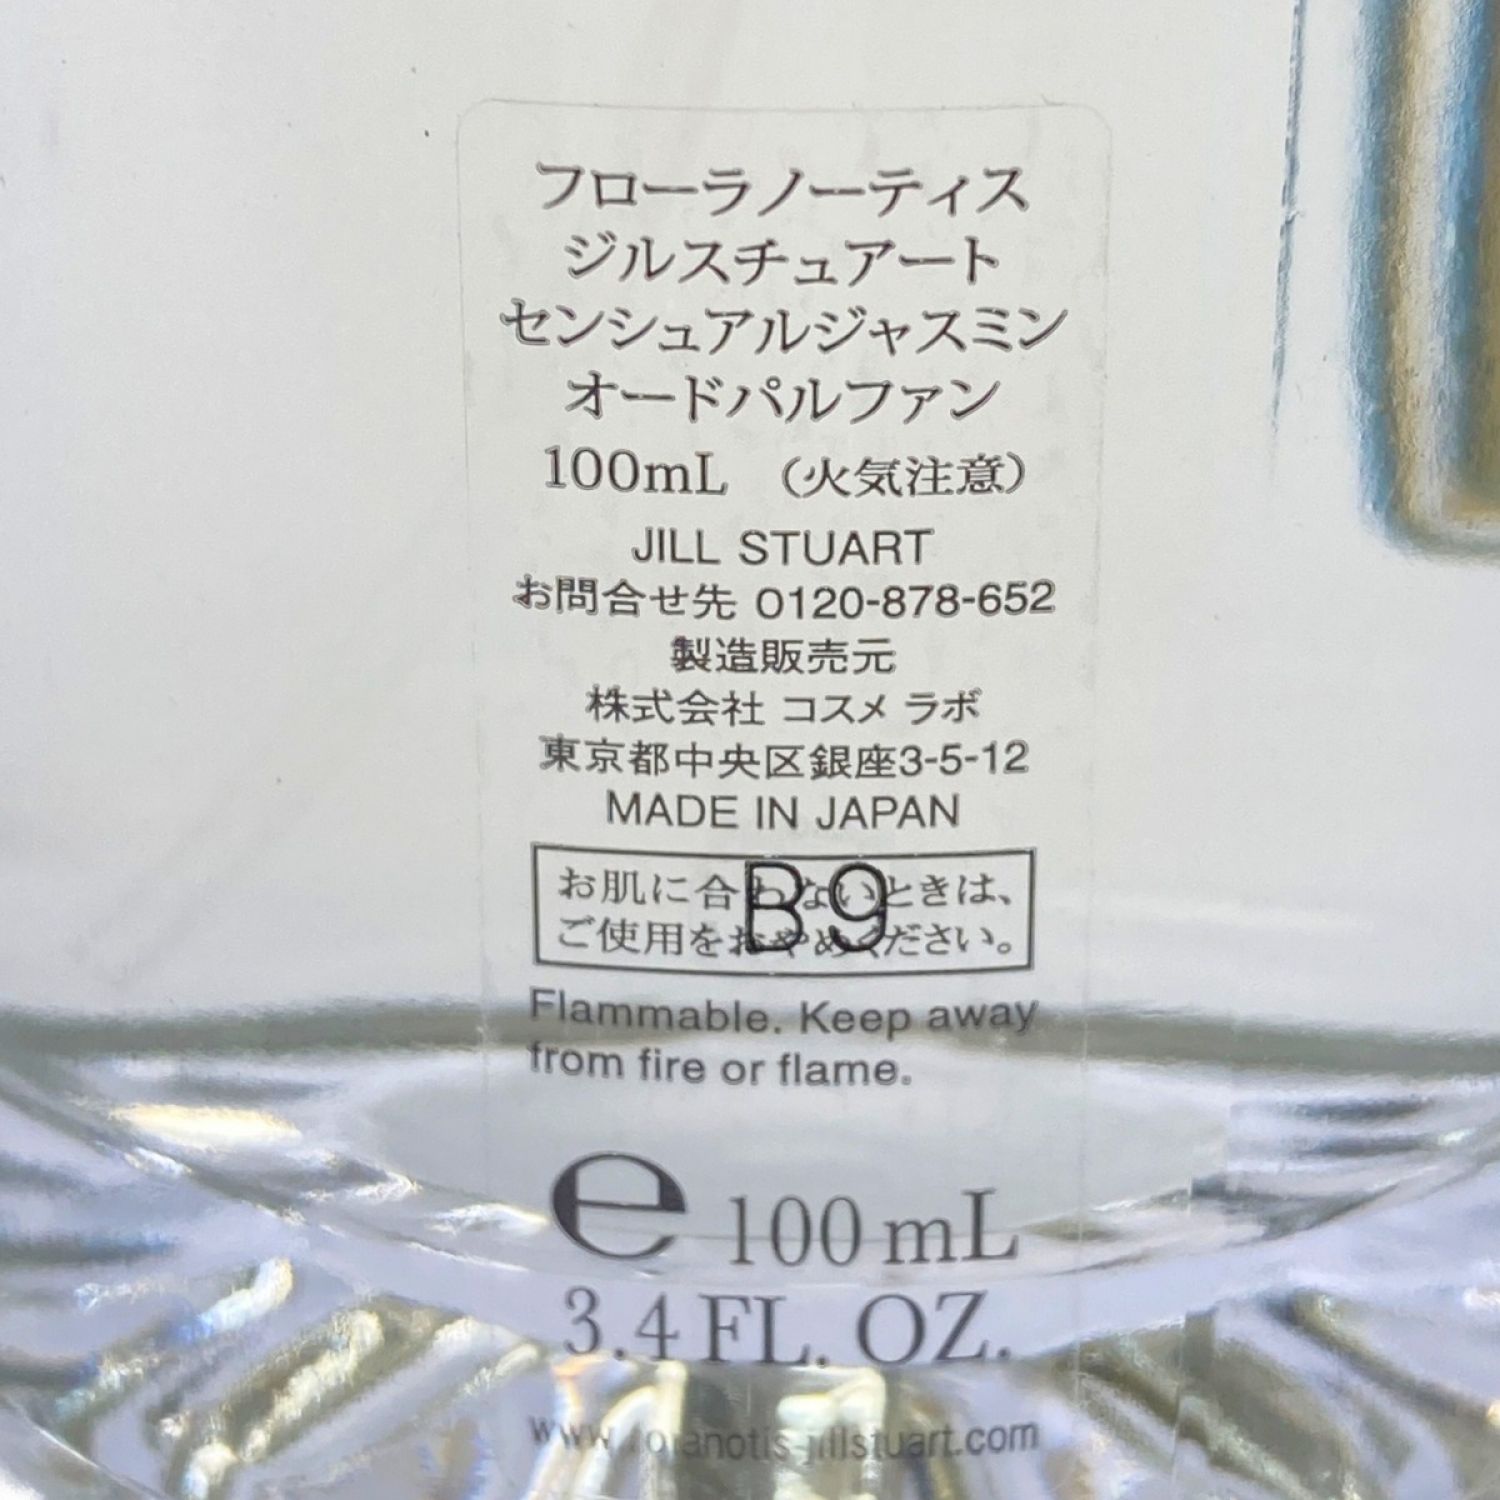 フローラノーティス
ジルスチュアート
センシュアルジャスミン
オードパルファン
100mL （火気注意）
JILL STUART
お問合せ先 0120-878-652
製造販売元
株式会社 コスメ ラボ
東京都中央区銀座3-5-12
MADE IN JAPAN
B9
お肌に合わないときは、
ご使用をおやめください。
Flammable. Keep away
from fire or flame.
e 100 mL
3.4 FL. OZ.